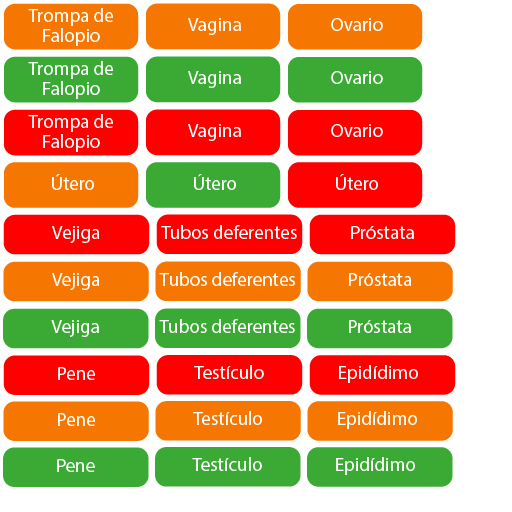 Trompa de
Falopio
Vagina
Ovario
Trompa de
Falopio
Vagina
Ovario
Trompa de
Falopio
Vagina
Ovario
Útero
Útero
Útero
Vejiga
Tubos deferentes
Próstata
Vejiga
Tubos deferentes
Próstata
Vejiga
Tubos deferentes
Próstata
Pene
Testículo
Epidídimo
Pene
Testículo
Epidídimo
Pene
Testículo
Epidídimo